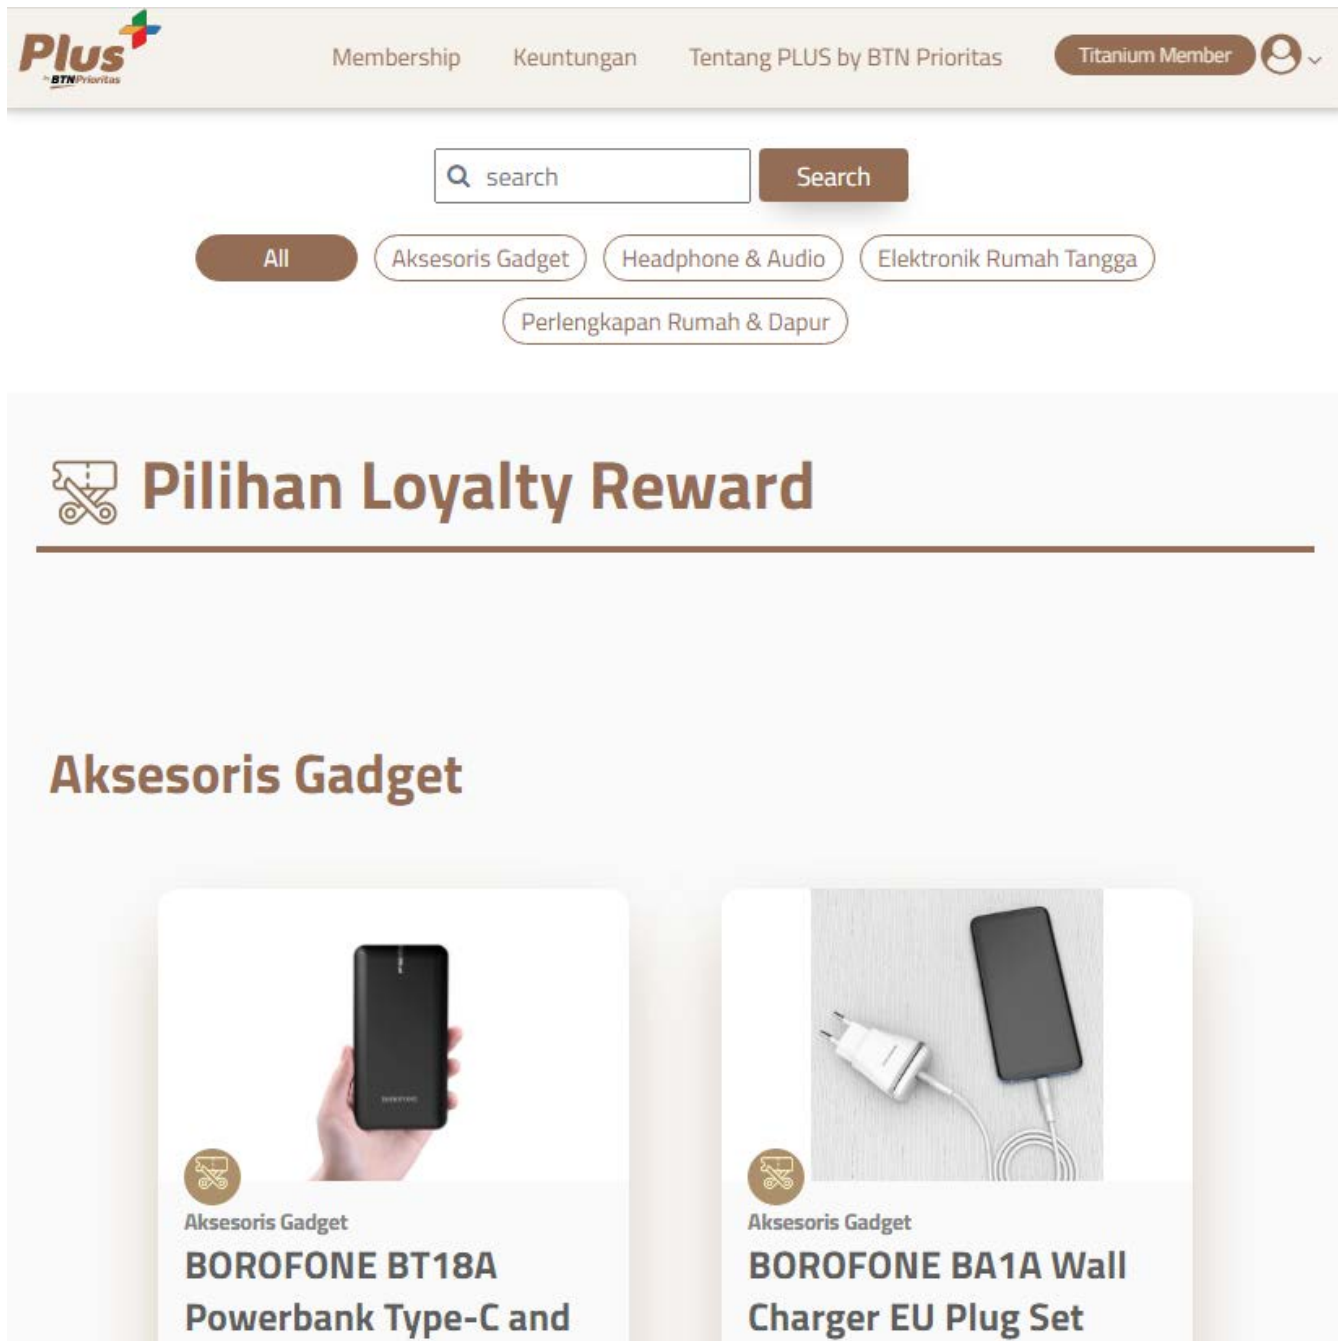 Plus
by BTN Prioritas
Membership Keuntungan Tentang PLUS by BTN Prioritas Titanium Member
search Search
All Aksesoris Gadget Headphone & Audio Elektronik Rumah Tangga
Perlengkapan Rumah & Dapur
Pilihan Loyalty Reward
Aksesoris Gadget
BOROFONE
Aksesoris Gadget
BOROFONE BT18A
Powerbank Type-C and
Aksesoris Gadget
BOROFONE BA1A Wall
Charger EU Plug Set